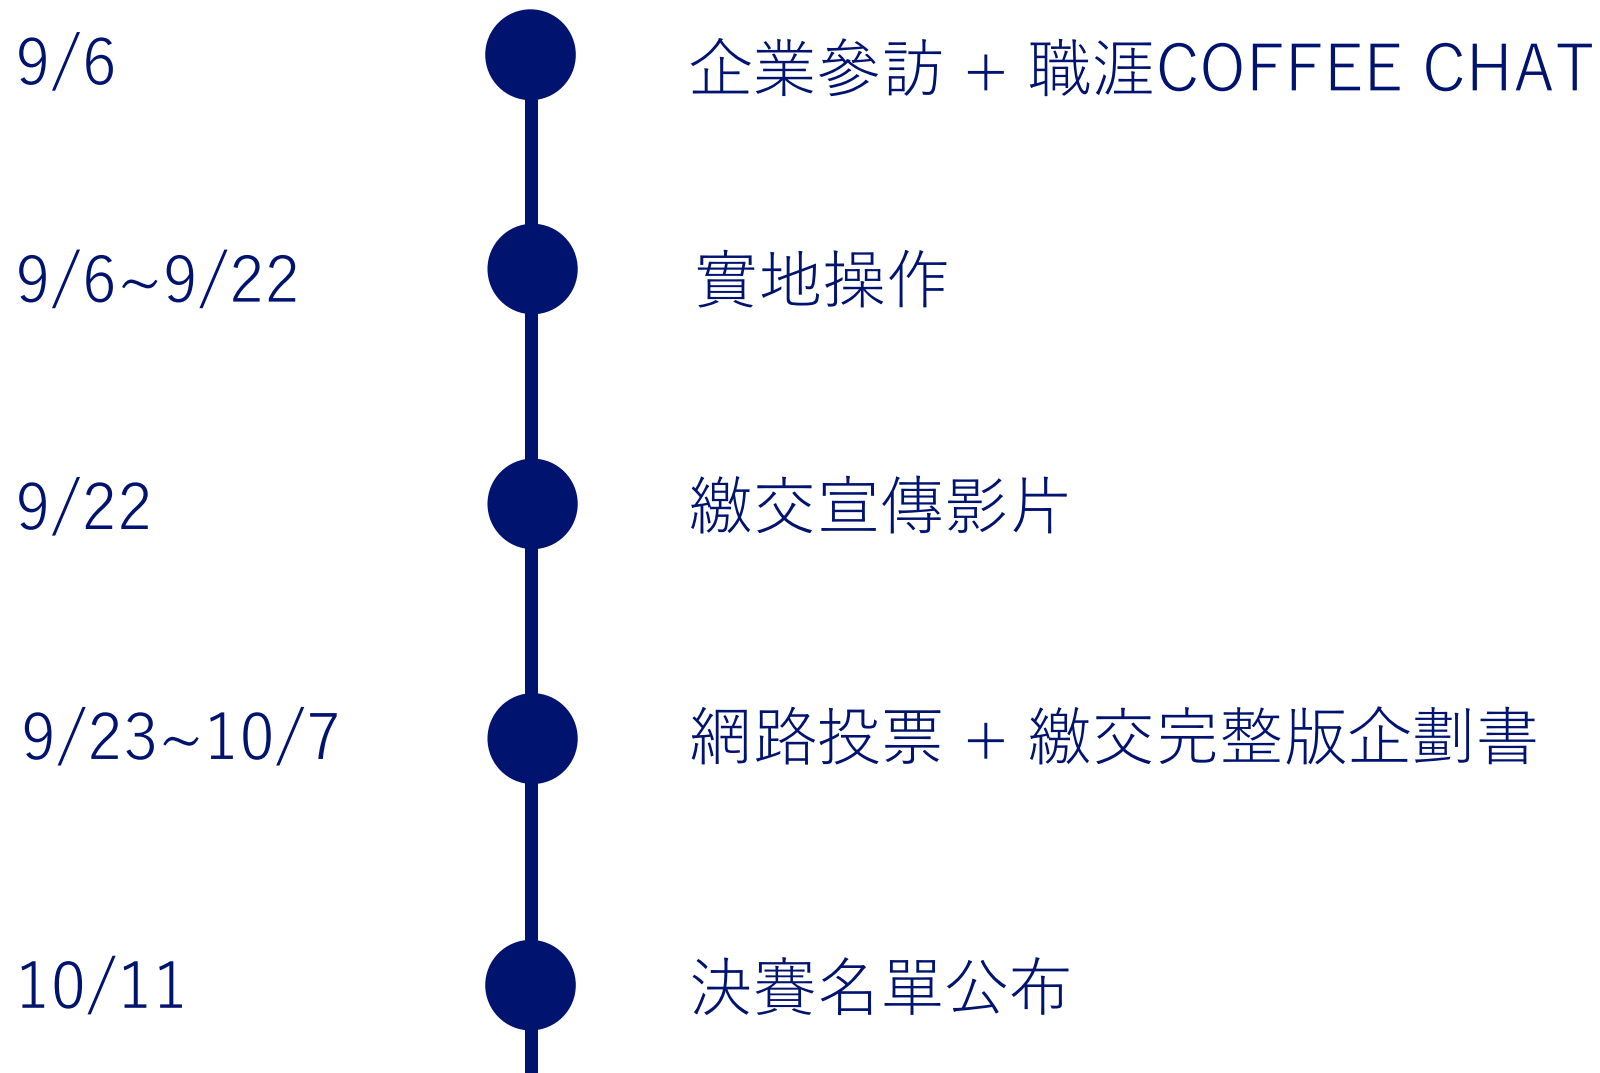 9/6 企業參訪 + 職涯COFFEE CHAT
9/6~9/22 實地操作
9/22 繳交宣傳影片
9/23~10/7 網路投票 + 繳交完整版企劃書
10/11 決賽名單公布